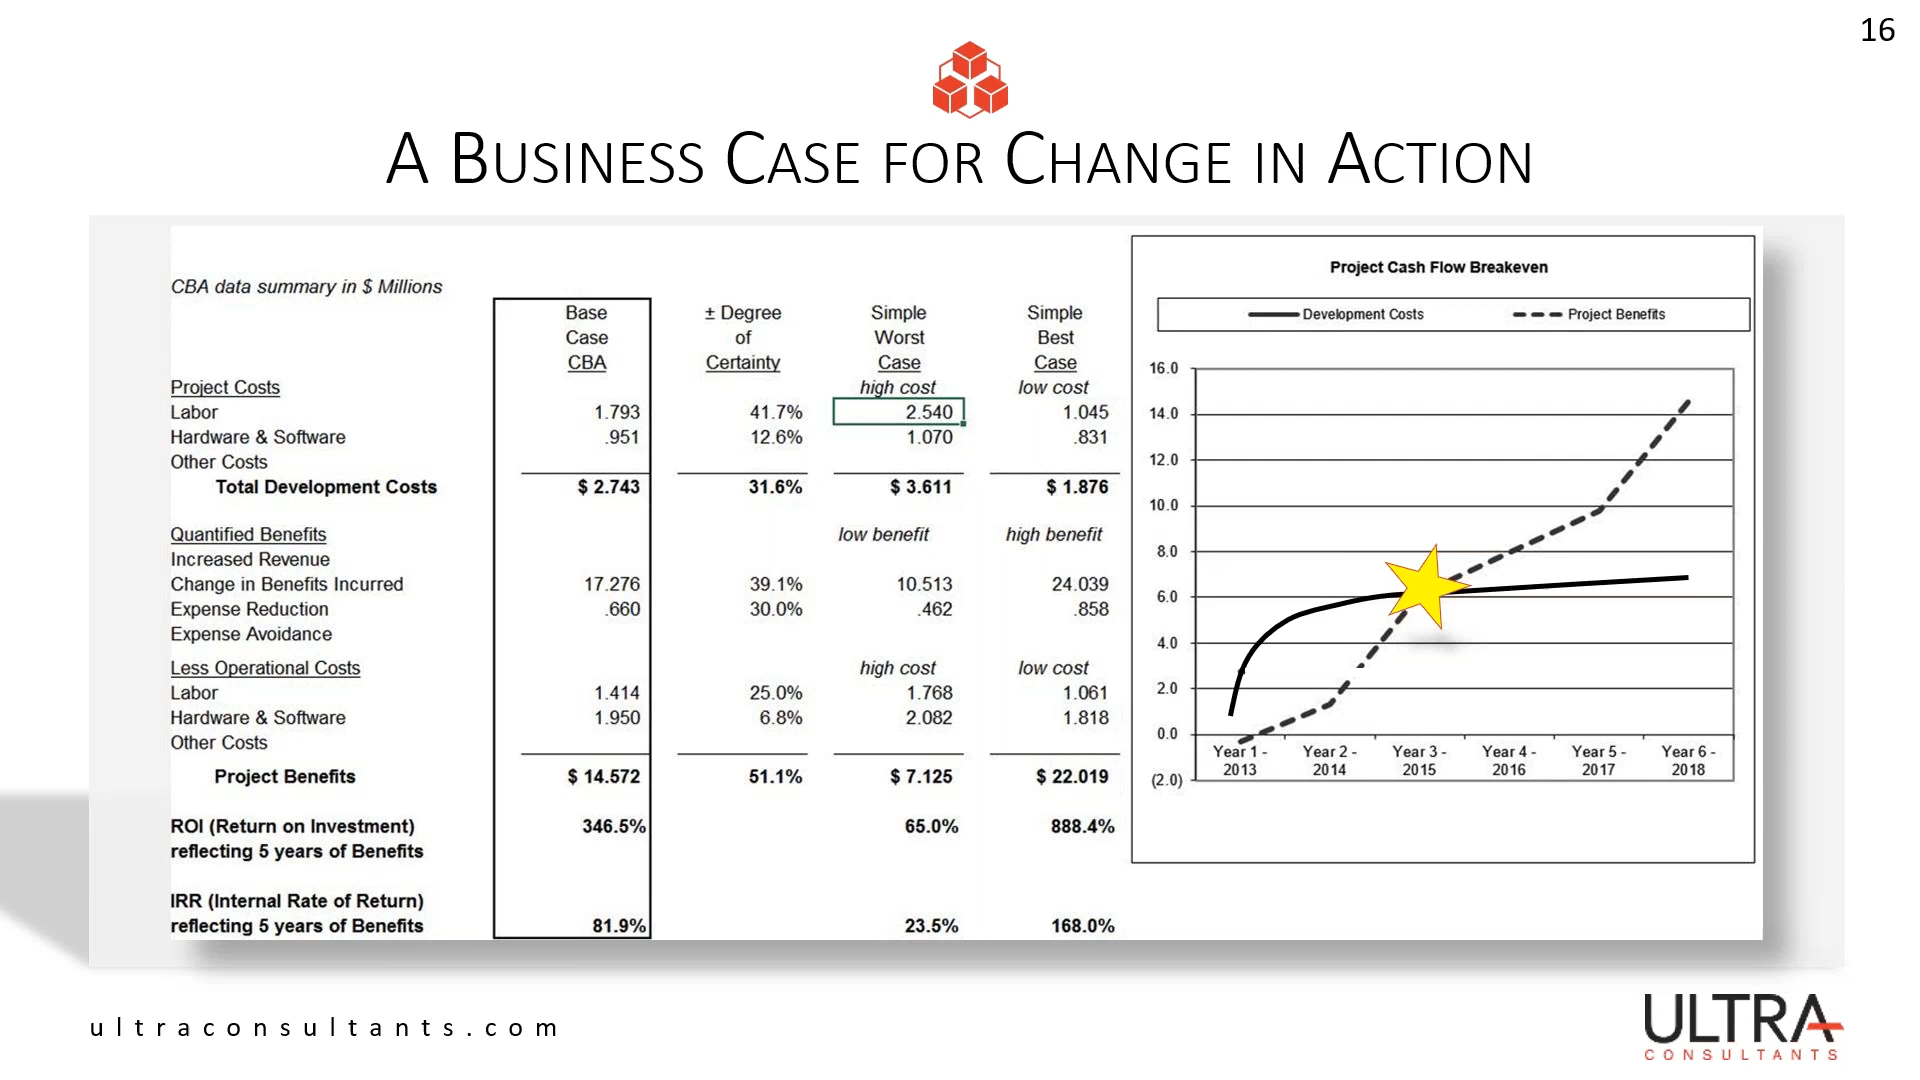 16
A BUSINESS CASE FOR CHANGE IN ACTION
CBA data summary in $ Millions
Base Case CBA
± Degree of Certainty
Simple Worst Case
Simple Best Case
Project Costs high cost low cost
Labor 1.793 41.7% 2.540 1.045
Hardware & Software .951 12.6% 1.070 .831
Other Costs
Total Development Costs $ 2.743 31.6% $ 3.611 $ 1.876
Quantified Benefits low benefit high benefit
Increased Revenue
Change in Benefits Incurred 17.276 39.1% 10.513 24.039
Expense Reduction .660 30.0% .462 .858
Expense Avoidance
Less Operational Costs high cost low cost
Labor 1.414 25.0% 1.768 1.061
Hardware & Software 1.950 6.8% 2.082 1.818
Other Costs
Project Benefits $ 14.572 51.1% $ 7.125 $ 22.019
ROI (Return on Investment) 346.5% 65.0% 888.4%
reflecting 5 years of Benefits
IRR (Internal Rate of Return)
reflecting 5 years of Benefits 81.9% 23.5% 168.0%
Project Cash Flow Breakeven
Development Costs Project Benefits
16.0
14.0
12.0
10.0
8.0
6.0
4.0
2.0
0.0
(2.0)
Year 1 - Year 2 - Year 3 - Year 4 - Year 5 - Year 6 -
2013 2014 2015 2016 2017 2018
ultraconsultants.com
ULTRA
CONSULTANTS